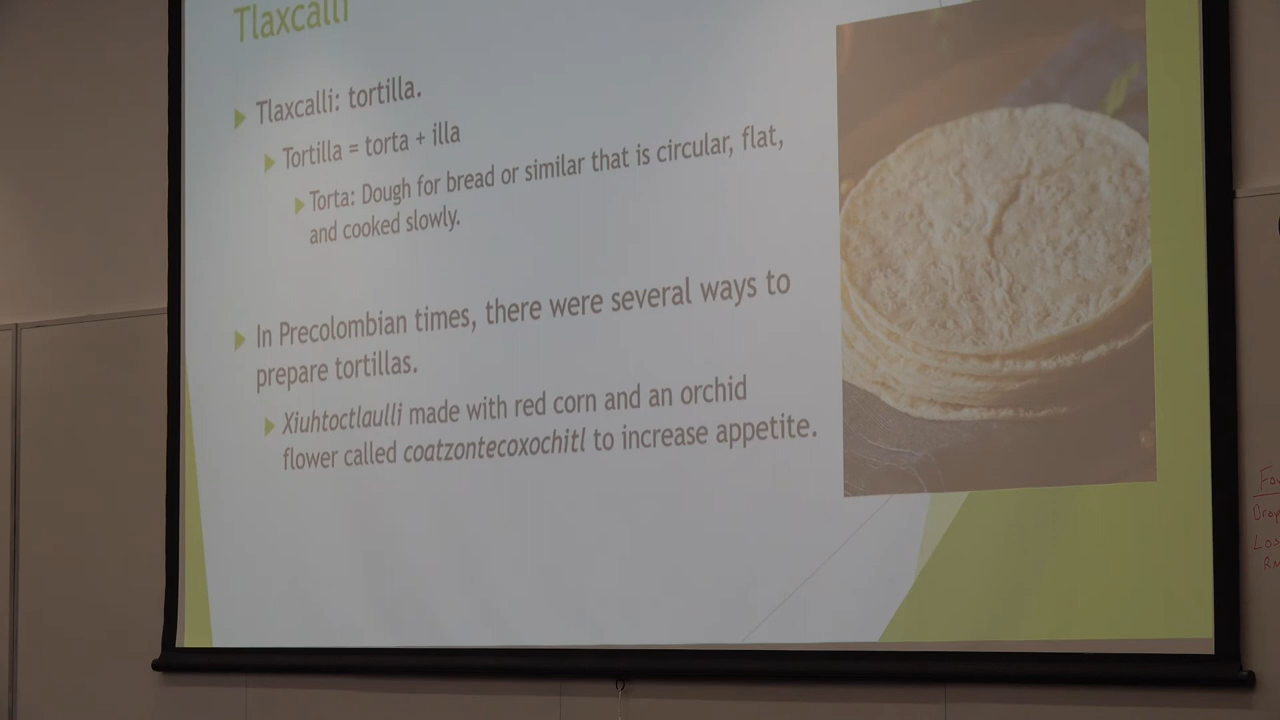 Tlaxcalli
Tlaxcalli: tortilla.
Tortilla = torta + illa
Torta: Dough for bread or similar that is circular, flat,
and cooked slowly.
In Precolombian times, there were several ways to
prepare tortillas.
Xiuhtoctlaulli made with red corn and an orchid
flower called coatzontecoxochitl to increase appetite.